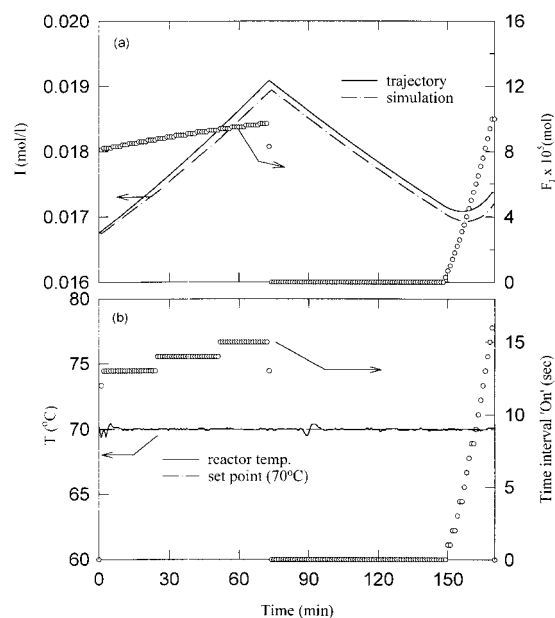 0.020
(a)
16
0.019
trajectory
simulation
12
I (mol/l)
0.018
8
F_I x 10^5(mol)
0.017
4
0.016
0
80
(b)
75
15
T (°C)
70
10
Time interval 'On' (sec)
reactor temp.
set point (70°C)
65
5
60
0
0 30 60 90 120 150
Time (min)